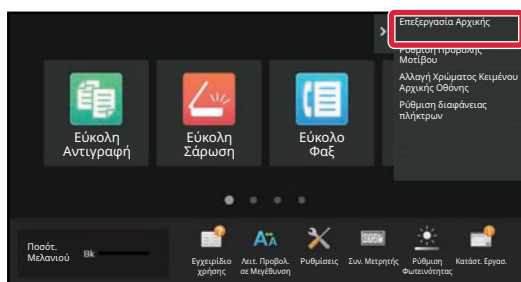 Επεξεργασία Αρχικής
Ρύθμιση Προβολής
Μοτίβου
Αλλαγή Χρώματος Κειμένου
Αρχικής Οθόνης
Ρύθμιση διαφάνειας
πλήκτρων
Εύκολη
Αντιγραφή
Εύκολη
Σάρωση
Εύκολο
Φαξ
Ποσότ.
Μελανιού
Bk
Εγχειρίδιο
χρήσης
Λειτ. Προβολ.
σε Μεγέθυνση
Ρυθμίσεις
Συν. Μετρητής
Ρύθμιση
Φωτεινότητας
Κατάστ. Εργασ.